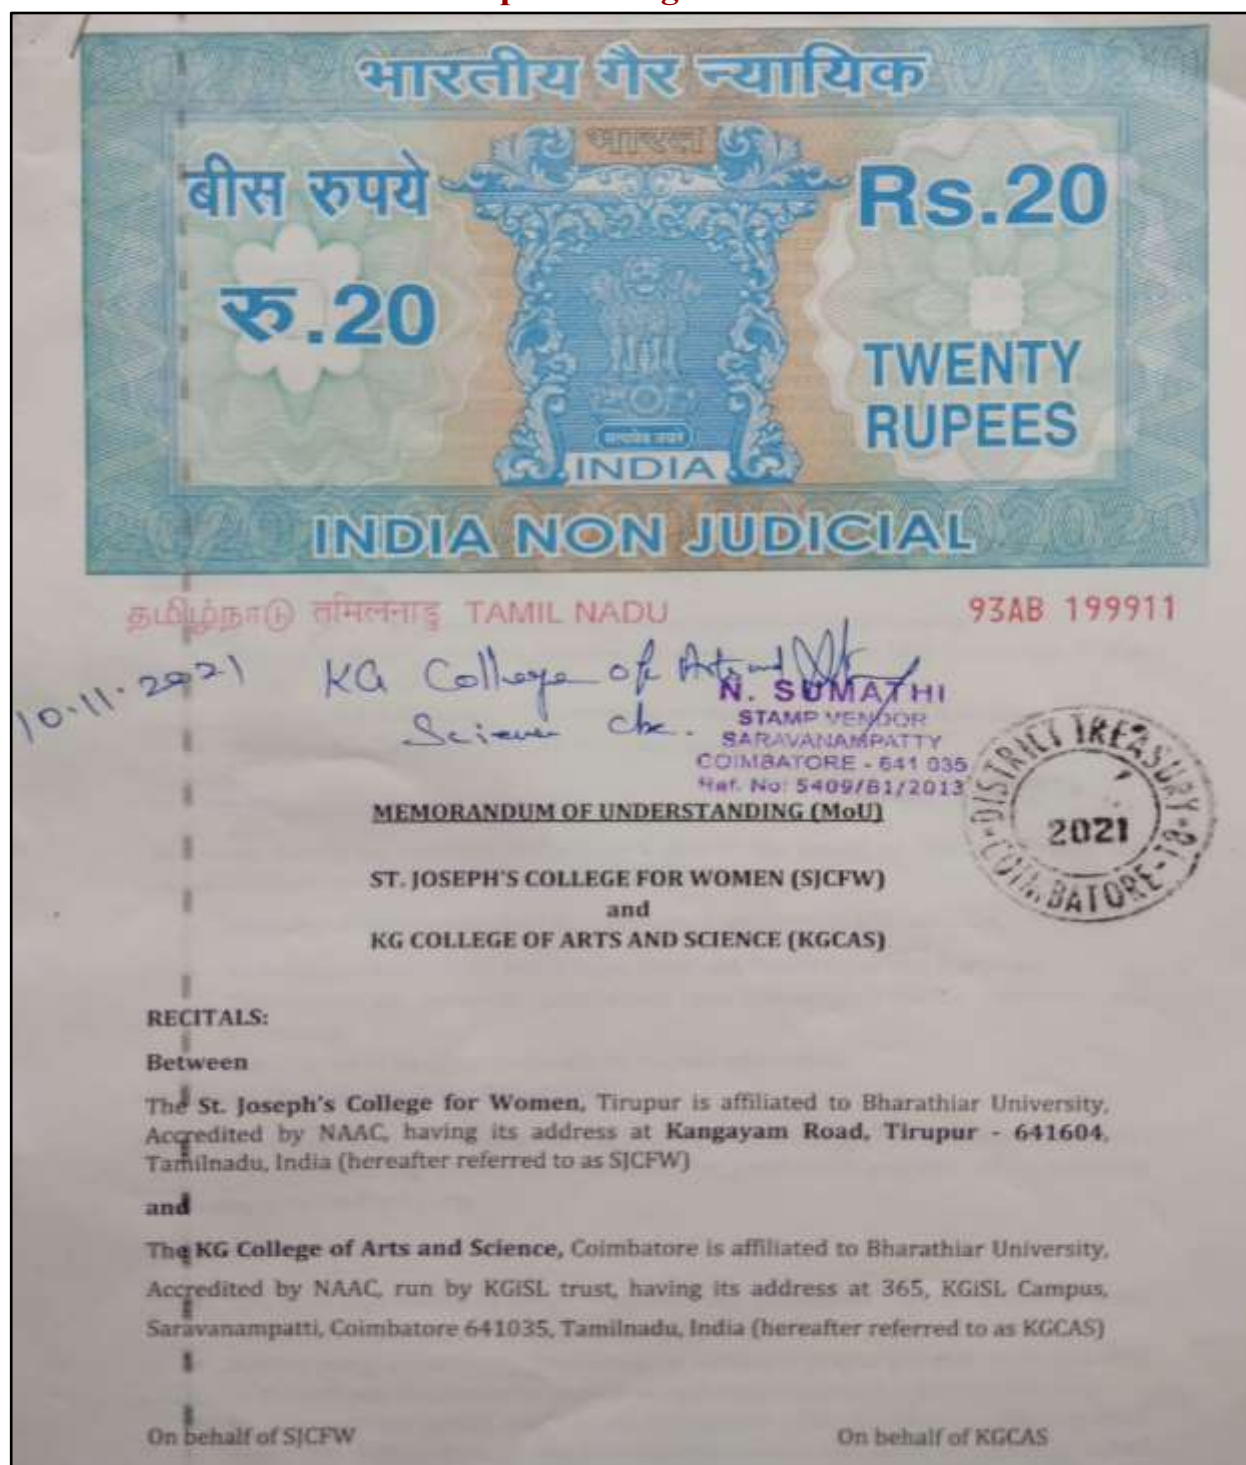 भारतीय गैर न्यायिक
भारत
बीस रुपये
Rs.20
रु.20
TWENTY
RUPEES
सत्यमेव जयते
INDIA
INDIA NON JUDICIAL
தமிழ்நாடு तमिलनाडु TAMIL NADU
93AB 199911
10.11.2021
KG College of Arts and
Science cbe.
N. SUMATHI
STAMP VENDOR
SARAVANAMPATTY
COIMBATORE - 641 035
Ref. No: 5409/B1/2013
DISTRICT TREASURY
2021
COIMBATORE-18
MEMORANDUM OF UNDERSTANDING (MoU)
ST. JOSEPH'S COLLEGE FOR WOMEN (SJCFW)
and
KG COLLEGE OF ARTS AND SCIENCE (KGCAS)
RECITALS:
Between
The St. Joseph's College for Women, Tirupur is affiliated to Bharathiar University,
Accredited by NAAC, having its address at Kangayam Road, Tirupur - 641604,
Tamilnadu, India (hereafter referred to as SJCFW)
and
The KG College of Arts and Science, Coimbatore is affiliated to Bharathiar University,
Accredited by NAAC, run by KGiSL trust, having its address at 365, KGiSL Campus,
Saravanampatti, Coimbatore 641035, Tamilnadu, India (hereafter referred to as KGCAS)
On behalf of SJCFW
On behalf of KGCAS